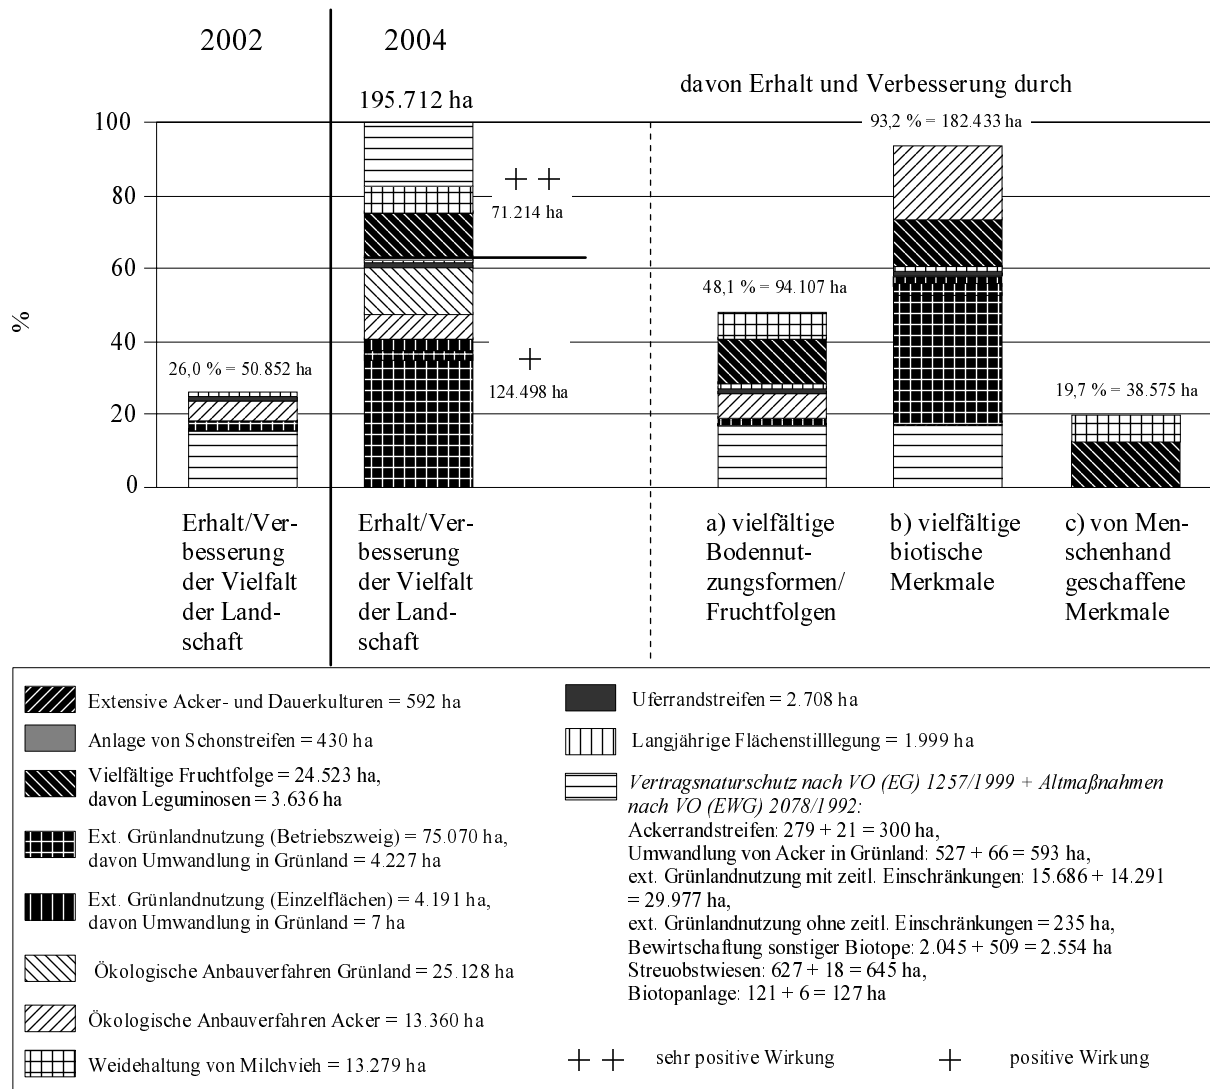 2002
2004
195.712 ha
davon Erhalt und Verbesserung durch
100
80
60
40
20
0
%
26,0 % = 50.852 ha
+ +
71.214 ha
+
124.498 ha
48,1 % = 94.107 ha
93,2 % = 182.433 ha
19,7 % = 38.575 ha
Erhalt/Ver-
besserung
der Vielfalt
der Land-
schaft
Erhalt/Ver-
besserung
der Vielfalt
der Land-
schaft
a) vielfältige
Bodennut-
zungsformen/
Fruchtfolgen
b) vielfältige
biotische
Merkmale
c) von Men-
schenhand
geschaffene
Merkmale
Extensive Acker- und Dauerkulturen = 592 ha
Anlage von Schonstreifen = 430 ha
Vielfältige Fruchtfolge = 24.523 ha,
davon Leguminosen = 3.636 ha
Ext. Grünlandnutzung (Betriebszweig) = 75.070 ha,
davon Umwandlung in Grünland = 4.227 ha
Ext. Grünlandnutzung (Einzelflächen) = 4.191 ha,
davon Umwandlung in Grünland = 7 ha
Ökologische Anbauverfahren Grünland = 25.128 ha
Ökologische Anbauverfahren Acker = 13.360 ha
Weidehaltung von Milchvieh = 13.279 ha
Uferrandstreifen = 2.708 ha
Langjährige Flächenstilllegung = 1.999 ha
Vertragsnaturschutz nach VO (EG) 1257/1999 + Altmaßnahmen
nach VO (EWG) 2078/1992:
Ackerrandstreifen: 279 + 21 = 300 ha,
Umwandlung von Acker in Grünland: 527 + 66 = 593 ha,
ext. Grünlandnutzung mit zeitl. Einschränkungen: 15.686 + 14.291
= 29.977 ha,
ext. Grünlandnutzung ohne zeitl. Einschränkungen = 235 ha,
Bewirtschaftung sonstiger Biotope: 2.045 + 509 = 2.554 ha
Streuobstwiesen: 627 + 18 = 645 ha,
Biotopanlage: 121 + 6 = 127 ha
+ + sehr positive Wirkung
+ positive Wirkung